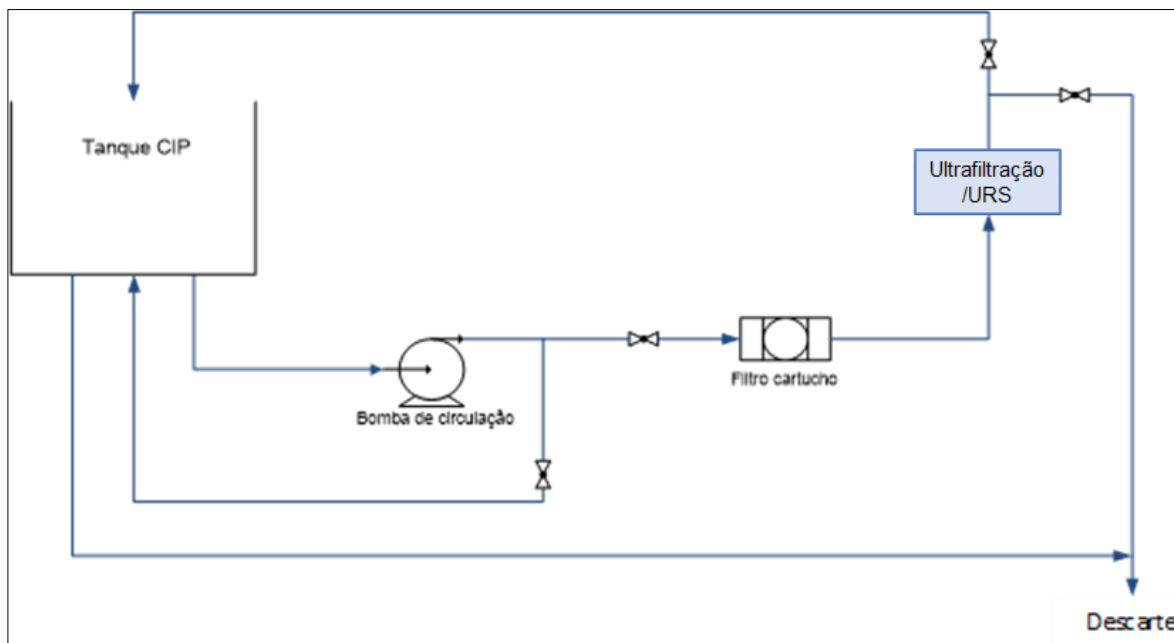 Tanque CIP
Ultrafiltração
/URS
Filtro cartucho
Bomba de circulação
Descarte